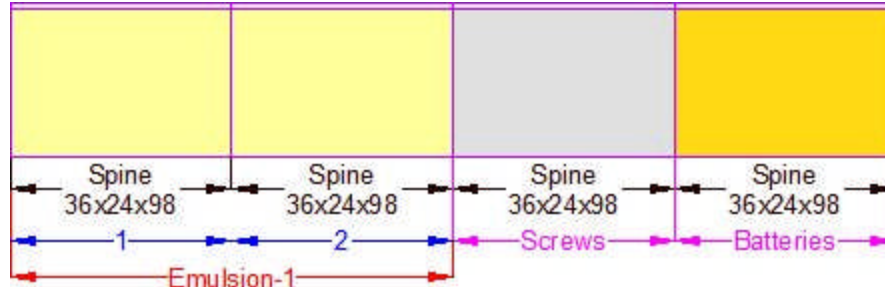 Spine Spine Spine Spine
36x24x98 36x24x98 36x24x98 36x24x98
1 2 Screws Batteries
Emulsion-1